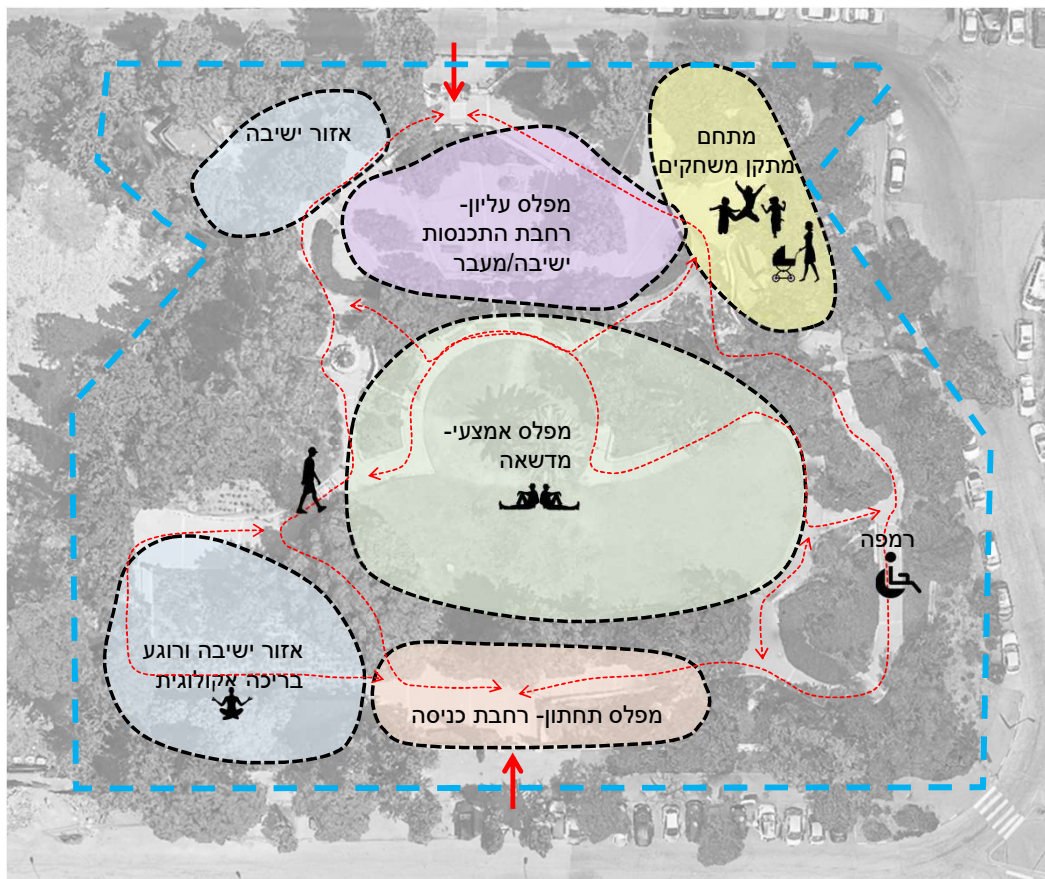 אזור ישיבה
מתחם
מתקן משחקים
מפלס עליון-
רחבת התכנסות
ישיבה/מעבר
מפלס אמצעי-
מדשאה
רמפה
אזור ישיבה ורוגע
בריכה אקולוגית
מפלס תחתון- רחבת כניסה